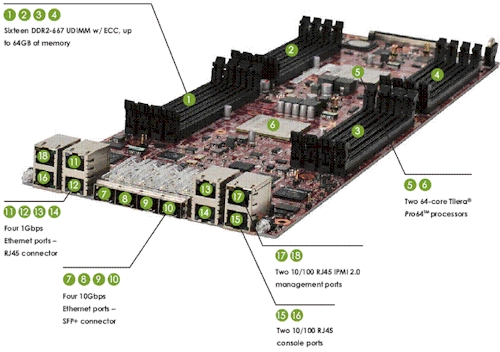 1 2 3 4
Sixteen DDR2-667 UDIMM w/ ECC, up
to 64GB of memory
2
5
4
1
6
3
18
11
16
12
13
17
7
8
9
10
14
15
5 6
Two 64-core Tilera®
Pro64™ processors
11 12 13 14
Four 1Gbps
Ethernet ports –
RJ45 connector
17 18
Two 10/100 RJ45 IPMI 2.0
management ports
7 8 9 10
Four 10Gbps
Ethernet ports –
SFP+ connector
15 16
Two 10/100 RJ45
console ports